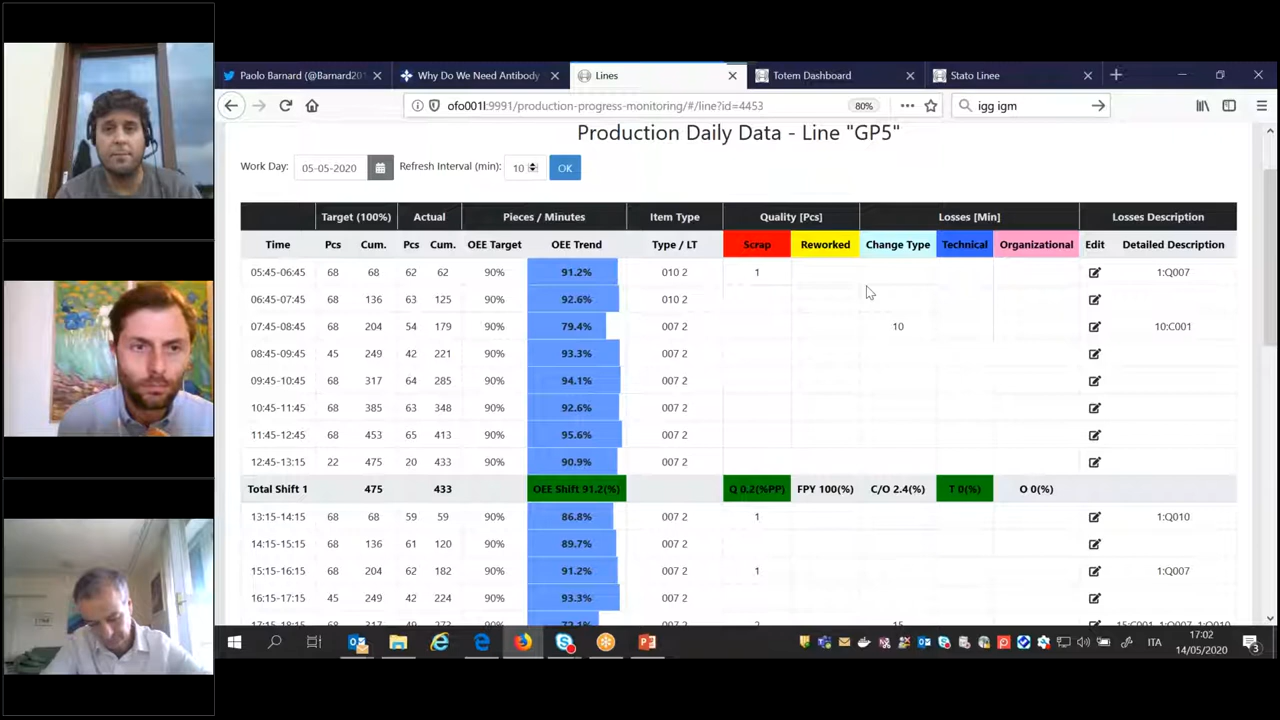 Paolo Barnard (@Barnard201 Why Do We Need Antibody Lines Totem Dashboard Stato Linee
ofo001l:9991/production-progress-monitoring/#/line?id=4453 80% igg igm
Production Daily Data - Line "GP5"
Work Day: 05-05-2020 Refresh Interval (min): 10 OK
Target (100%) Actual Pieces / Minutes Item Type Quality [Pcs] Losses [Min] Losses Description
Time Pcs Cum. Pcs Cum. OEE Target OEE Trend Type / LT Scrap Reworked Change Type Technical Organizational Edit Detailed Description
05:45-06:45 68 68 62 62 90% 91.2% 010 2 1 1:Q007
06:45-07:45 68 136 63 125 90% 92.6% 010 2
07:45-08:45 68 204 54 179 90% 79.4% 007 2 10 10:C001
08:45-09:45 45 249 42 221 90% 93.3% 007 2
09:45-10:45 68 317 64 285 90% 94.1% 007 2
10:45-11:45 68 385 63 348 90% 92.6% 007 2
11:45-12:45 68 453 65 413 90% 95.6% 007 2
12:45-13:15 22 475 20 433 90% 90.9% 007 2
Total Shift 1 475 433 OEE Shift 91.2(%) Q 0.2(%PP) FPY 100(%) C/O 2.4(%) T 0(%) O 0(%)
13:15-14:15 68 68 59 59 90% 86.8% 007 2 1 1:Q010
14:15-15:15 68 136 61 120 90% 89.7% 007 2
15:15-16:15 68 204 62 182 90% 91.2% 007 2 1 1:Q007
16:15-17:15 45 249 42 224 90% 93.3% 007 2
ITA 17:02
14/05/2020 3